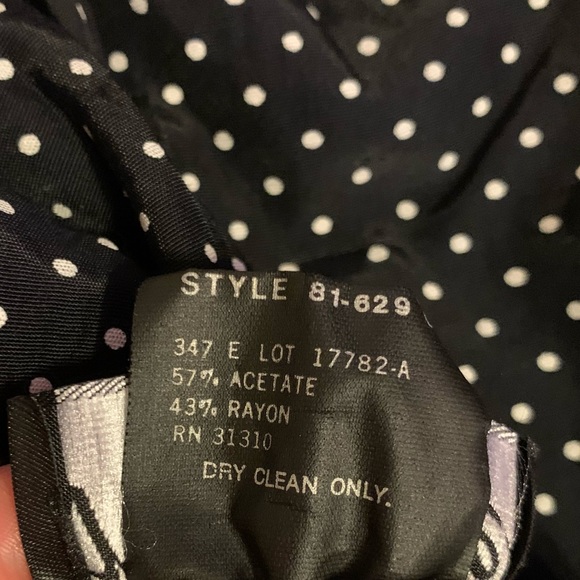 STYLE 81-629
347 E LOT 17782-A
57% ACETATE
43% RAYON
RN 31310
DRY CLEAN ONLY.